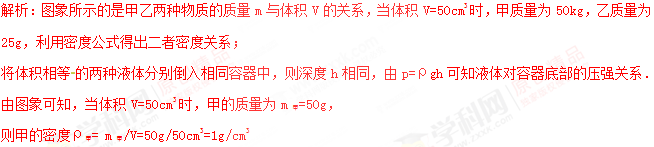 解析：图象所示的是甲乙两种物质的质量 m 与体积 V 的关系，当体积 V=50cm³时，甲质量为 50kg，乙质量为
25g，利用密度公式得出二者密度关系；
将体积相等的两种液体分别倒入相同容器中，则深度 h 相同，由 p=ρgh 可知液体对容器底部的压强关系．
由图象可知，当体积 V=50cm³时，甲的质量为 m甲=50g，
则甲的密度ρ甲= m甲/V=50g/50cm³=1g/cm³